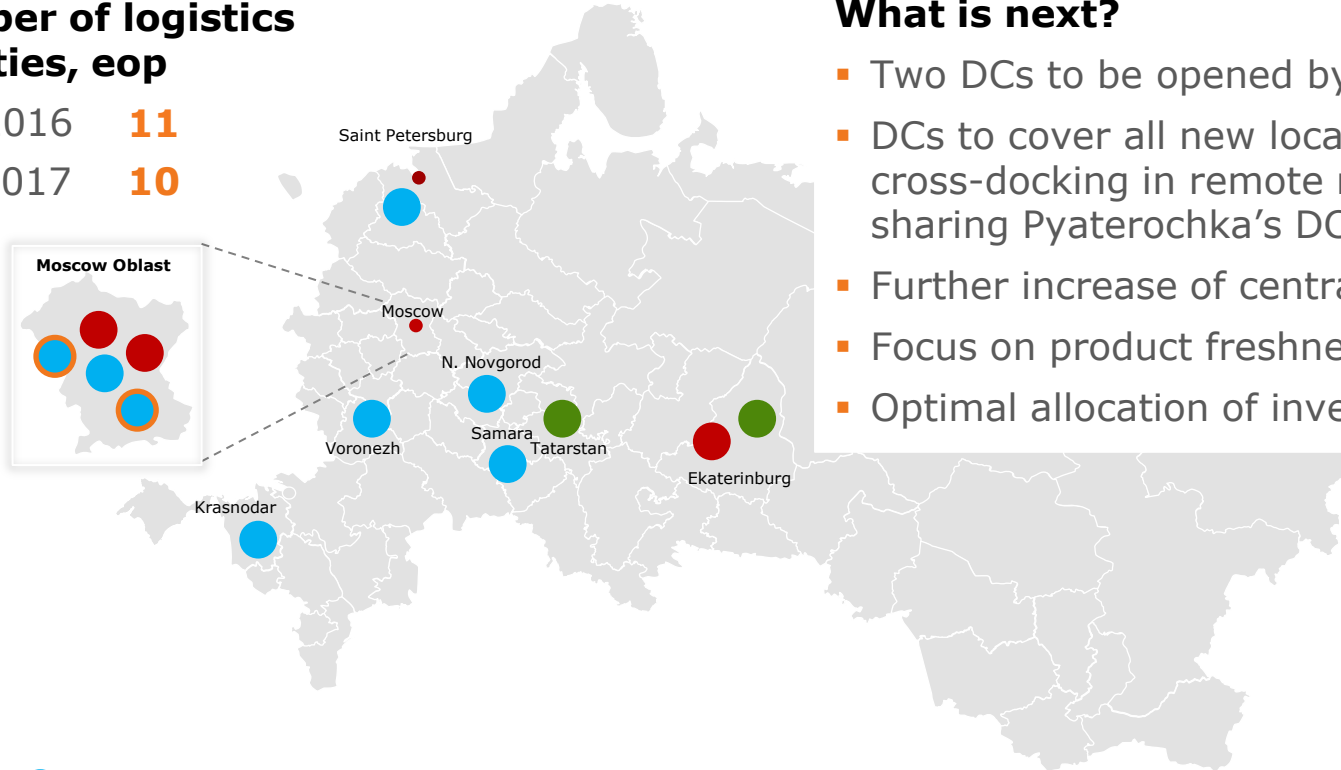 ber of logistics
ties, eop
016 11
017 10
What is next?
Two DCs to be opened by
DCs to cover all new loca
cross-docking in remote r
sharing Pyaterochka's DC
Further increase of centra
Focus on product freshne
Optimal allocation of inve
Saint Petersburg
Moscow Oblast
Moscow
N. Novgorod
Voronezh
Samara
Tatarstan
Ekaterinburg
Krasnodar